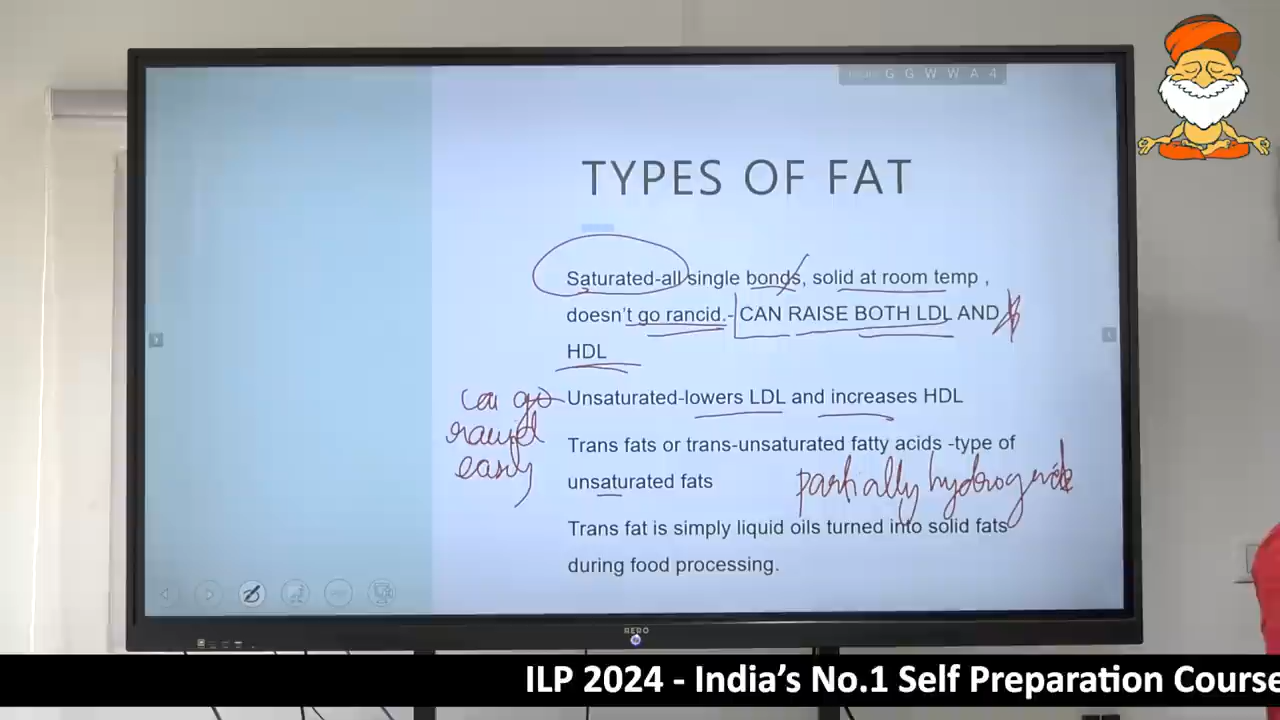 G G W W A 4
TYPES OF FAT
Saturated-all single bonds, solid at room temp ,
doesn't go rancid.- CAN RAISE BOTH LDL AND
HDL
can go
rancid
easily
Unsaturated-lowers LDL and increases HDL
Trans fats or trans-unsaturated fatty acids -type of
unsaturated fats
partially hydrogenated
Trans fat is simply liquid oils turned into solid fats
during food processing.
ILP 2024 - India's No.1 Self Preparation Course